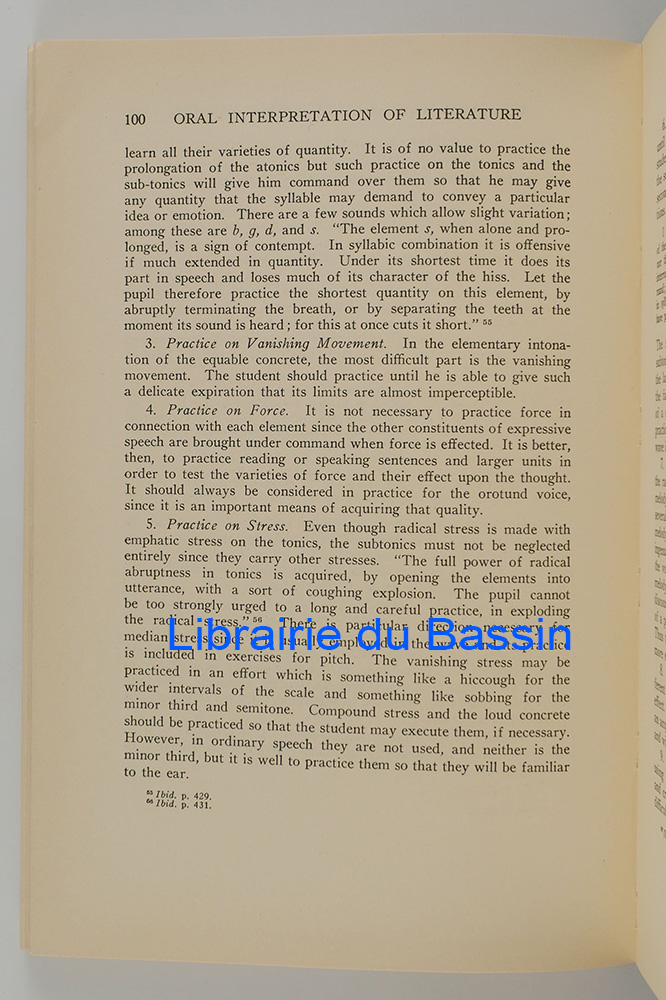 100 ORAL INTERPRETATION OF LITERATURE
learn all their varieties of quantity. It is of no value to practice the
prolongation of the atonics but such practice on the tonics and the
sub-tonics will give him command over them so that he may give
any quantity that the syllable may demand to convey a particular
idea or emotion. There are a few sounds which allow slight variation;
among these are b, g, d, and s. "The element s, when alone and pro-
longed, is a sign of contempt. In syllabic combination it is offensive
if much extended in quantity. Under its shortest time it does its
part in speech and loses much of its character of the hiss. Let the
pupil therefore practice the shortest quantity on this element, by
abruptly terminating the breath, or by separating the teeth at the
moment its sound is heard; for this at once cuts it short." 55
3. Practice on Vanishing Movement. In the elementary intona-
tion of the equable concrete, the most difficult part is the vanishing
movement. The student should practice until he is able to give such
a delicate expiration that its limits are almost imperceptible.
4. Practice on Force. It is not necessary to practice force in
connection with each element since the other constituents of expressive
speech are brought under command when force is effected. It is better,
then, to practice reading or speaking sentences and larger units in
order to test the varieties of force and their effect upon the thought.
It should always be considered in practice for the orotund voice,
since it is an important means of acquiring that quality.
5. Practice on Stress. Even though radical stress is made with
emphatic stress on the tonics, the subtonics must not be neglected
entirely since they carry other stresses. "The full power of radical
abruptness in tonics is acquired, by opening the elements into
utterance, with a sort of coughing explosion. The pupil cannot
be too strongly urged to a long and careful practice, in exploding
the radical stress." 56 There is particular direction necessary for
median stress since usually employed in the wave and its practice
is included in exercises for pitch. The vanishing stress may be
practiced in an effort which is something like a hiccough for the
wider intervals of the scale and something like sobbing for the
minor third and semitone. Compound stress and the loud concrete
should be practiced so that the student may execute them, if necessary.
However, in ordinary speech they are not used, and neither is the
minor third, but it is well to practice them so that they will be familiar
to the ear.
55 Ibid. p. 429.
56 Ibid. p. 431.
Librairie du Bassin